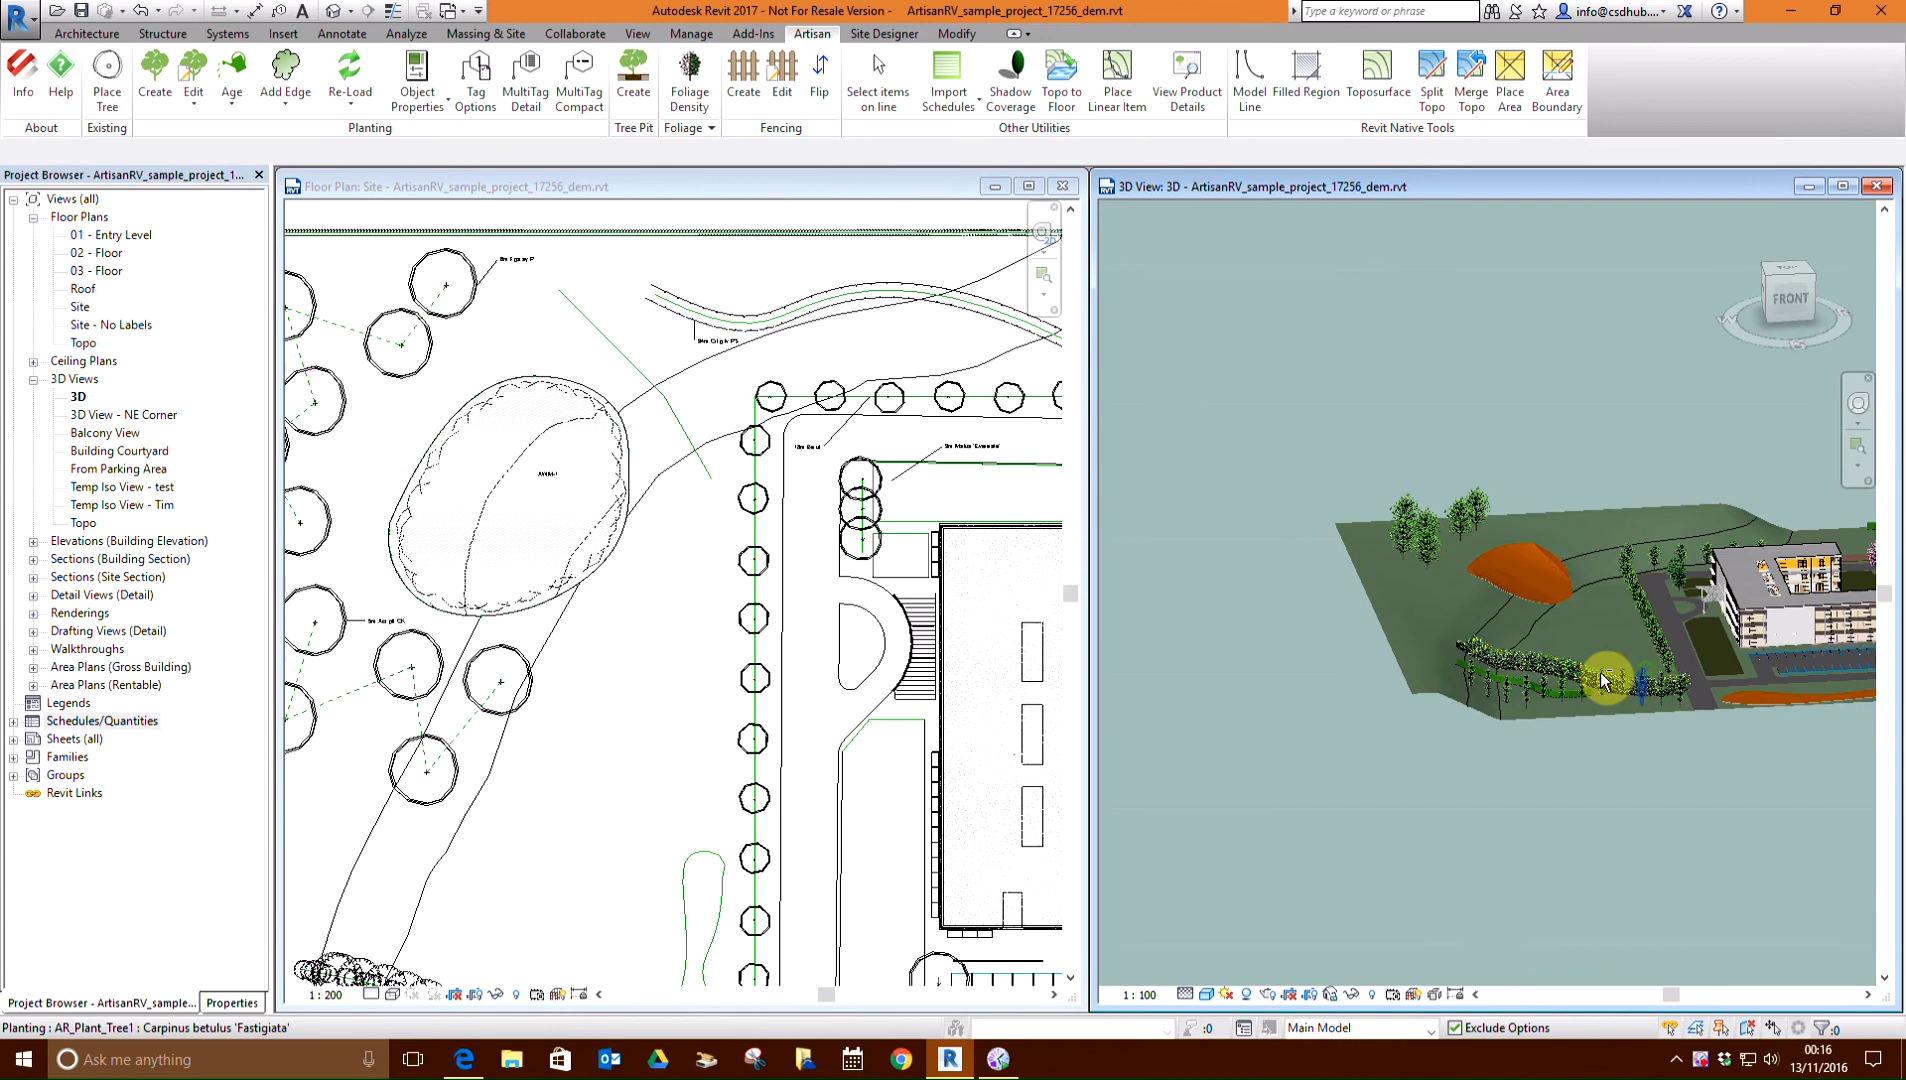 Autodesk Revit 2017 - Not For Resale Version - ArtisanRV_sample_project_17256_dem.rvt
Type a keyword or phrase
info@csdhub....
Architecture Structure Systems Insert Annotate Analyze Massing & Site Collaborate View Manage Add-Ins Artisan Site Designer Modify
Info Help Place Tree Create Edit Age Add Edge Re-Load Object Properties Tag Options MultiTag Detail MultiTag Compact Create Foliage Density Create Edit Flip Select items on line Import Schedules Shadow Coverage Topo to Floor Place Linear Item View Product Details Model Line Filled Region Toposurface Split Topo Merge Topo Place Area Area Boundary
About Existing Planting Tree Pit Foliage Fencing Other Utilities Revit Native Tools
Project Browser - ArtisanRV_sample_project_1...
Views (all)
Floor Plans
01 - Entry Level
02 - Floor
03 - Floor
Roof
Site
Site - No Labels
Topo
Ceiling Plans
3D Views
3D
3D View - NE Corner
Balcony View
Building Courtyard
From Parking Area
Temp Iso View - test
Temp Iso View - Tim
Topo
Elevations (Building Elevation)
Sections (Building Section)
Sections (Site Section)
Detail Views (Detail)
Renderings
Drafting Views (Detail)
Walkthroughs
Area Plans (Gross Building)
Area Plans (Rentable)
Legends
Schedules/Quantities
Sheets (all)
Families
Groups
Revit Links
Project Browser - ArtisanRV_sample... Properties
Floor Plan: Site - ArtisanRV_sample_project_17256_dem.rvt
2D
1 : 200
3D View: 3D - ArtisanRV_sample_project_17256_dem.rvt
TOP
FRONT
1 : 100
Planting : AR_Plant_Tree1 : Carpinus betulus 'Fastigiata'
:0
Main Model
Exclude Options
:0
Ask me anything
00:16
13/11/2016